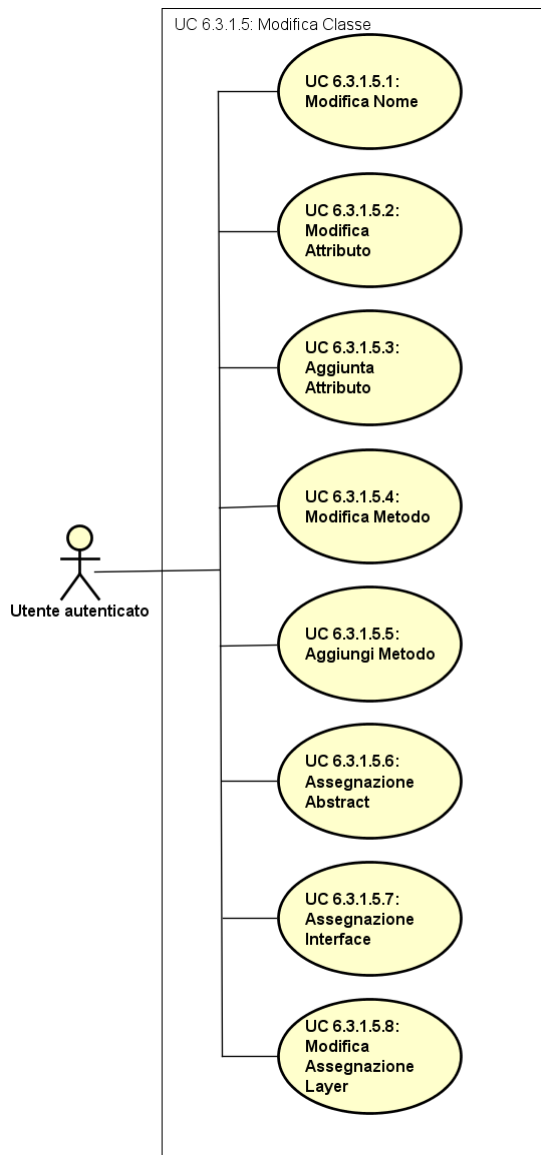 UC 6.3.1.5: Modifica Classe
UC 6.3.1.5.1:
Modifica Nome
UC 6.3.1.5.2:
Modifica
Attributo
UC 6.3.1.5.3:
Aggiunta
Attributo
UC 6.3.1.5.4:
Modifica Metodo
Utente autenticato
UC 6.3.1.5.5:
Aggiungi Metodo
UC 6.3.1.5.6:
Assegnazione
Abstract
UC 6.3.1.5.7:
Assegnazione
Interface
UC 6.3.1.5.8:
Modifica
Assegnazione
Layer